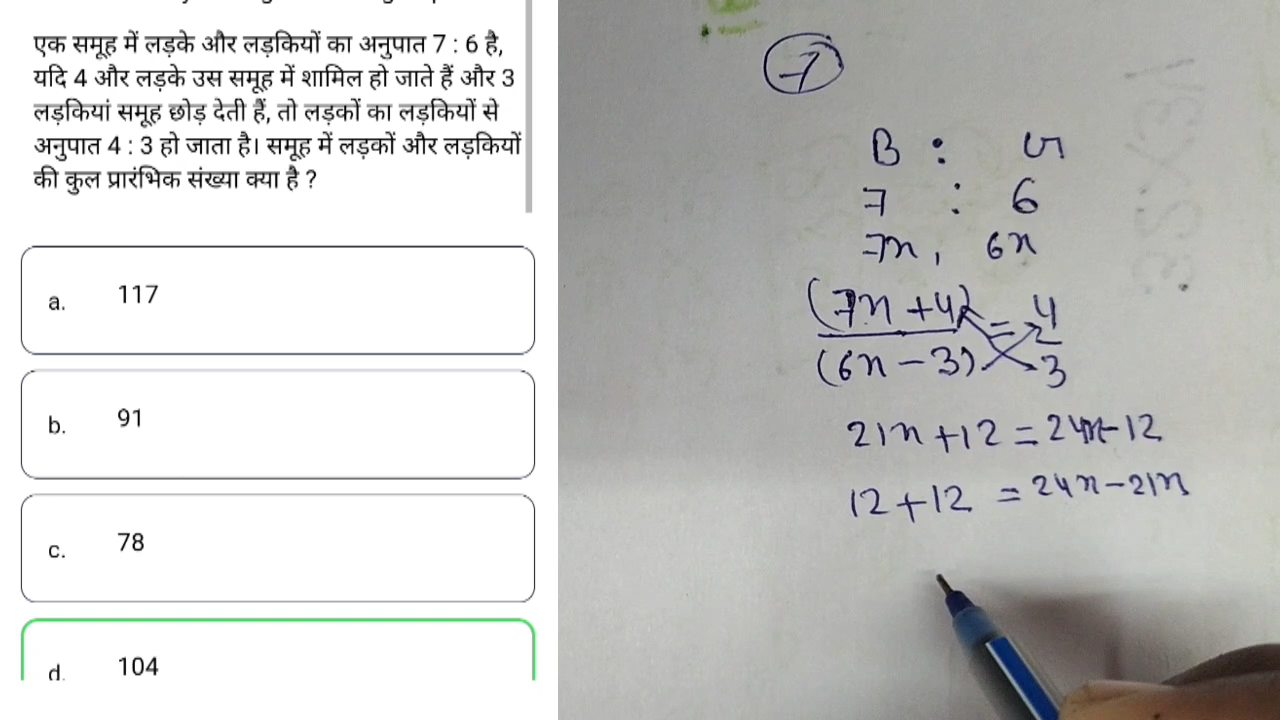 एक समूह में लड़के और लड़कियों का अनुपात 7 : 6 है,
यदि 4 और लड़के उस समूह में शामिल हो जाते हैं और 3
लड़कियां समूह छोड़ देती हैं, तो लड़कों का लड़कियों से
अनुपात 4 : 3 हो जाता है। समूह में लड़कों और लड़कियों
की कुल प्रारंभिक संख्या क्या है ?
a. 117
b. 91
c. 78
d. 104
7
B : G
7 : 6
7x, 6x
(7x+4) = 4
(6x-3) 3
21x+12=24x-12
12+12 =24x-21x